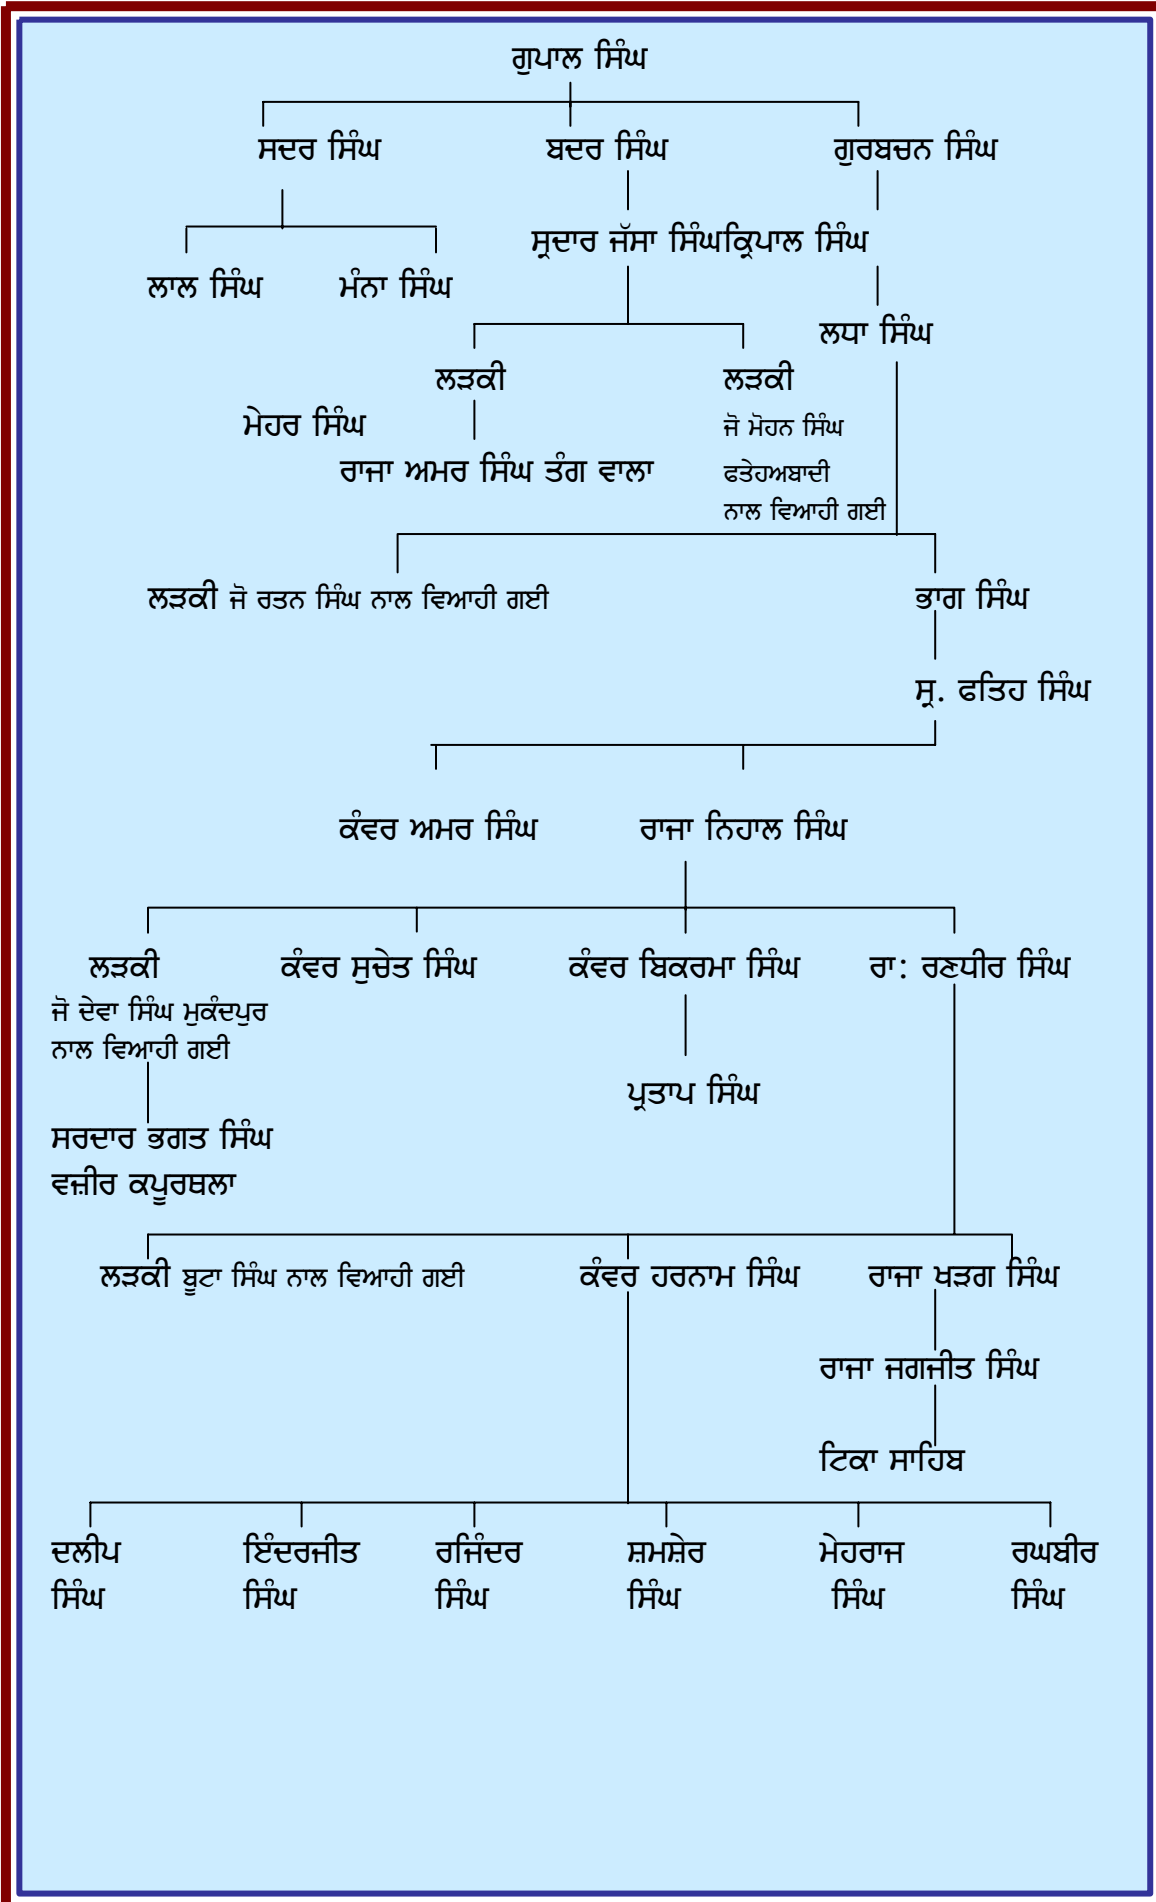 ਗੁਪਾਲ ਸਿੰਘ
ਸਦਰ ਸਿੰਘ ਬਦਰ ਸਿੰਘ ਗੁਰਬਚਨ ਸਿੰਘ
ਸ੍ਰਦਾਰ ਜੱਸਾ ਸਿੰਘਕ੍ਰਿਪਾਲ ਸਿੰਘ
ਲਾਲ ਸਿੰਘ ਮੰਨਾ ਸਿੰਘ
ਲਧਾ ਸਿੰਘ
ਲੜਕੀ ਲੜਕੀ
ਮੇਹਰ ਸਿੰਘ ਜੋ ਮੋਹਨ ਸਿੰਘ
ਰਾਜਾ ਅਮਰ ਸਿੰਘ ਤੰਗ ਵਾਲਾ ਫਤੇਹਅਬਾਦੀ
ਨਾਲ ਵਿਆਹੀ ਗਈ
ਲੜਕੀ ਜੋ ਰਤਨ ਸਿੰਘ ਨਾਲ ਵਿਆਹੀ ਗਈ ਭਾਗ ਸਿੰਘ
ਸ੍ਰ. ਫਤਿਹ ਸਿੰਘ
ਕੰਵਰ ਅਮਰ ਸਿੰਘ ਰਾਜਾ ਨਿਹਾਲ ਸਿੰਘ
ਲੜਕੀ ਕੰਵਰ ਸੁਚੇਤ ਸਿੰਘ ਕੰਵਰ ਬਿਕਰਮਾ ਸਿੰਘ ਰਾ: ਰਣਧੀਰ ਸਿੰਘ
ਜੋ ਦੇਵਾ ਸਿੰਘ ਮੁਕੰਦਪੁਰ
ਨਾਲ ਵਿਆਹੀ ਗਈ
ਪ੍ਰਤਾਪ ਸਿੰਘ
ਸਰਦਾਰ ਭਗਤ ਸਿੰਘ
ਵਜ਼ੀਰ ਕਪੂਰਥਲਾ
ਲੜਕੀ ਬੂਟਾ ਸਿੰਘ ਨਾਲ ਵਿਆਹੀ ਗਈ ਕੰਵਰ ਹਰਨਾਮ ਸਿੰਘ ਰਾਜਾ ਖੜਗ ਸਿੰਘ
ਰਾਜਾ ਜਗਜੀਤ ਸਿੰਘ
ਟਿਕਾ ਸਾਹਿਬ
ਦਲੀਪ ਇੰਦਰਜੀਤ ਰਜਿੰਦਰ ਸ਼ਮਸ਼ੇਰ ਮੇਹਰਾਜ ਰਘਬੀਰ
ਸਿੰਘ ਸਿੰਘ ਸਿੰਘ ਸਿੰਘ ਸਿੰਘ ਸਿੰਘ